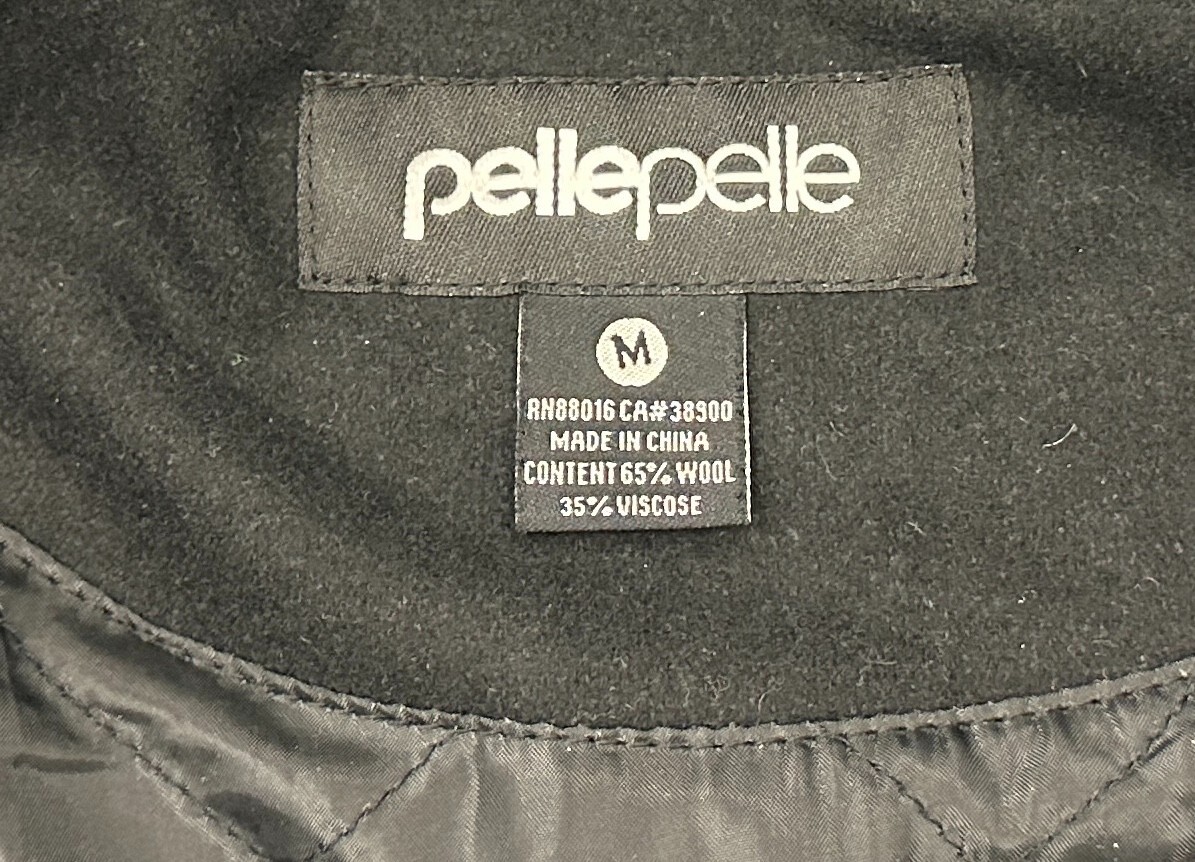 pellepelle
M
RN88016 CA#38900
MADE IN CHINA
CONTENT 65% WOOL
35% VISCOSE